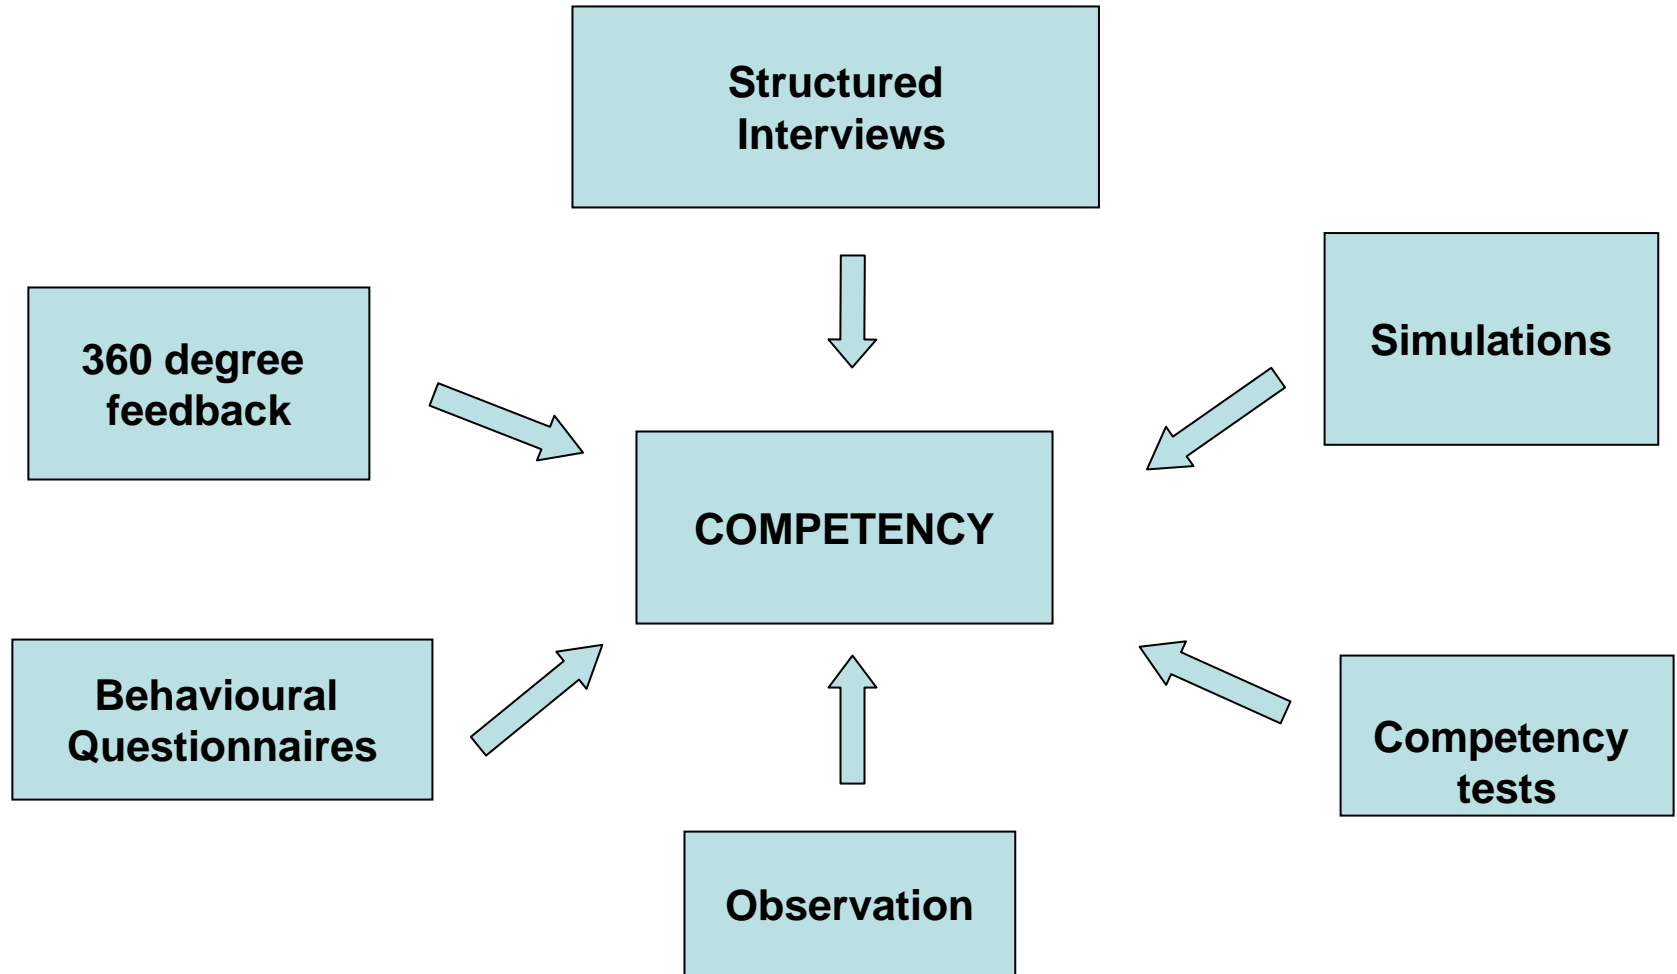 Structured
Interviews
Simulations
360 degree
feedback
COMPETENCY
Behavioural
Questionnaires
Competency
tests
Observation